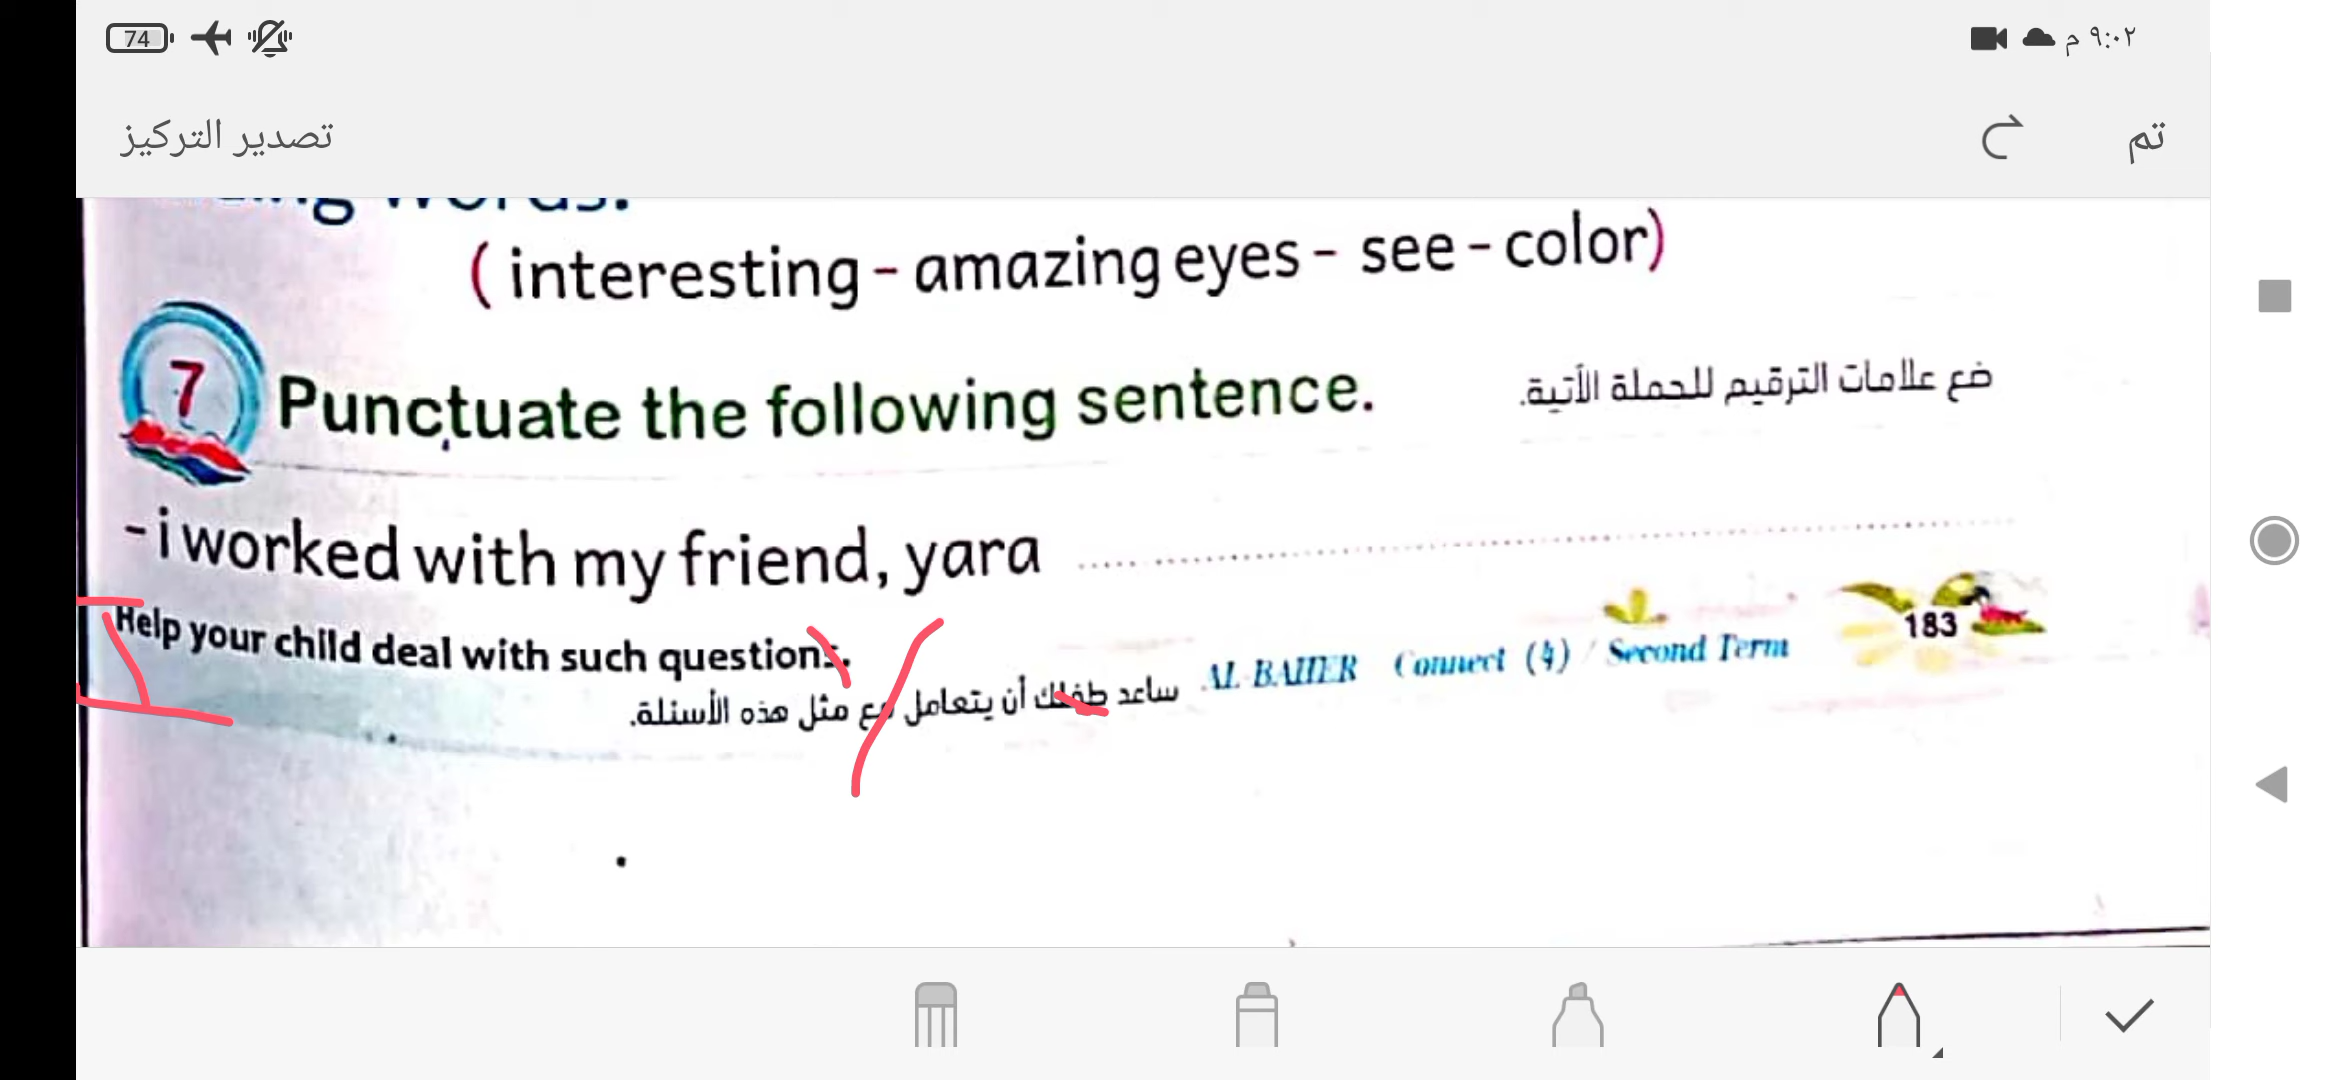 74
٩:٠٢ م
تصدير التركيز
تم
words.
( interesting - amazing eyes - see - color)
7 Punctuate the following sentence.
ضع علامات الترقيم للجملة الأتية.
- i worked with my friend, yara
Help your child deal with such questions.
ساعد طفلك أن يتعامل مع مثل هذه الأسئلة.
AL-BAHER Connect (4) / Second Term
183